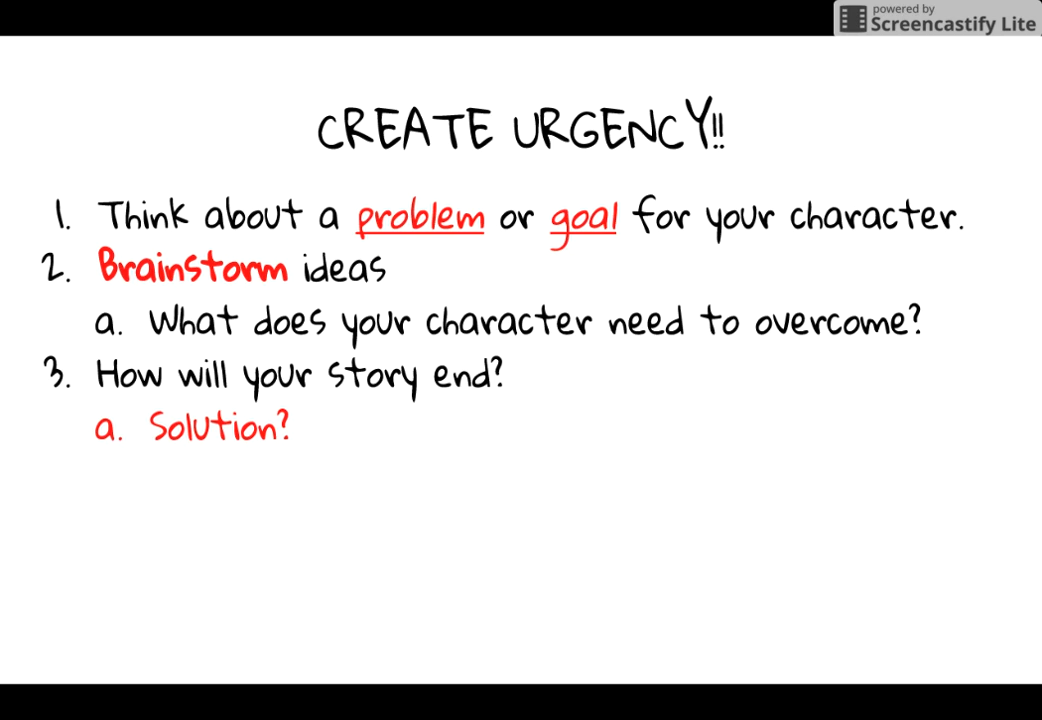 powered by
Screencastify Lite
CREATE URGENCY!!
1. Think about a problem or goal for your character.
2. Brainstorm ideas
a. What does your character need to overcome?
3. How will your story end?
a. Solution?